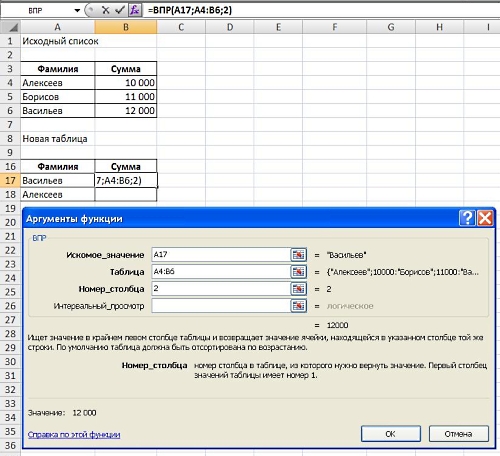 ВПР =ВПР(A17;A4:B6;2)
A B C D E F G H I
1 Исходный список
2
3 Фамилия Сумма
4 Алексеев 10 000
5 Борисов 11 000
6 Васильев 12 000
7
8 Новая таблица
9
16 Фамилия Сумма
17 Васильев 7;A4:B6;2)
18 Алексеев
19
20 Аргументы функции
21
22 ВПР
23 Искомое_значение A17 = "Васильев"
24 Таблица A4:B6 = {"Алексеев";10000:"Борисов";11000:"Ва...
25 Номер_столбца 2 = 2
26 Интервальный_просмотр = логическое
27
= 12000
28 Ищет значение в крайнем левом столбце таблицы и возвращает значение ячейки, находящейся в указанном столбце той же
29 строки. По умолчанию таблица должна быть отсортирована по возрастанию.
30 Номер_столбца номер столбца в таблице, из которого нужно вернуть значение. Первый столбец
31 значений таблицы имеет номер 1.
32
33
34 Значение: 12 000
35 Справка по этой функции ОК Отмена
36